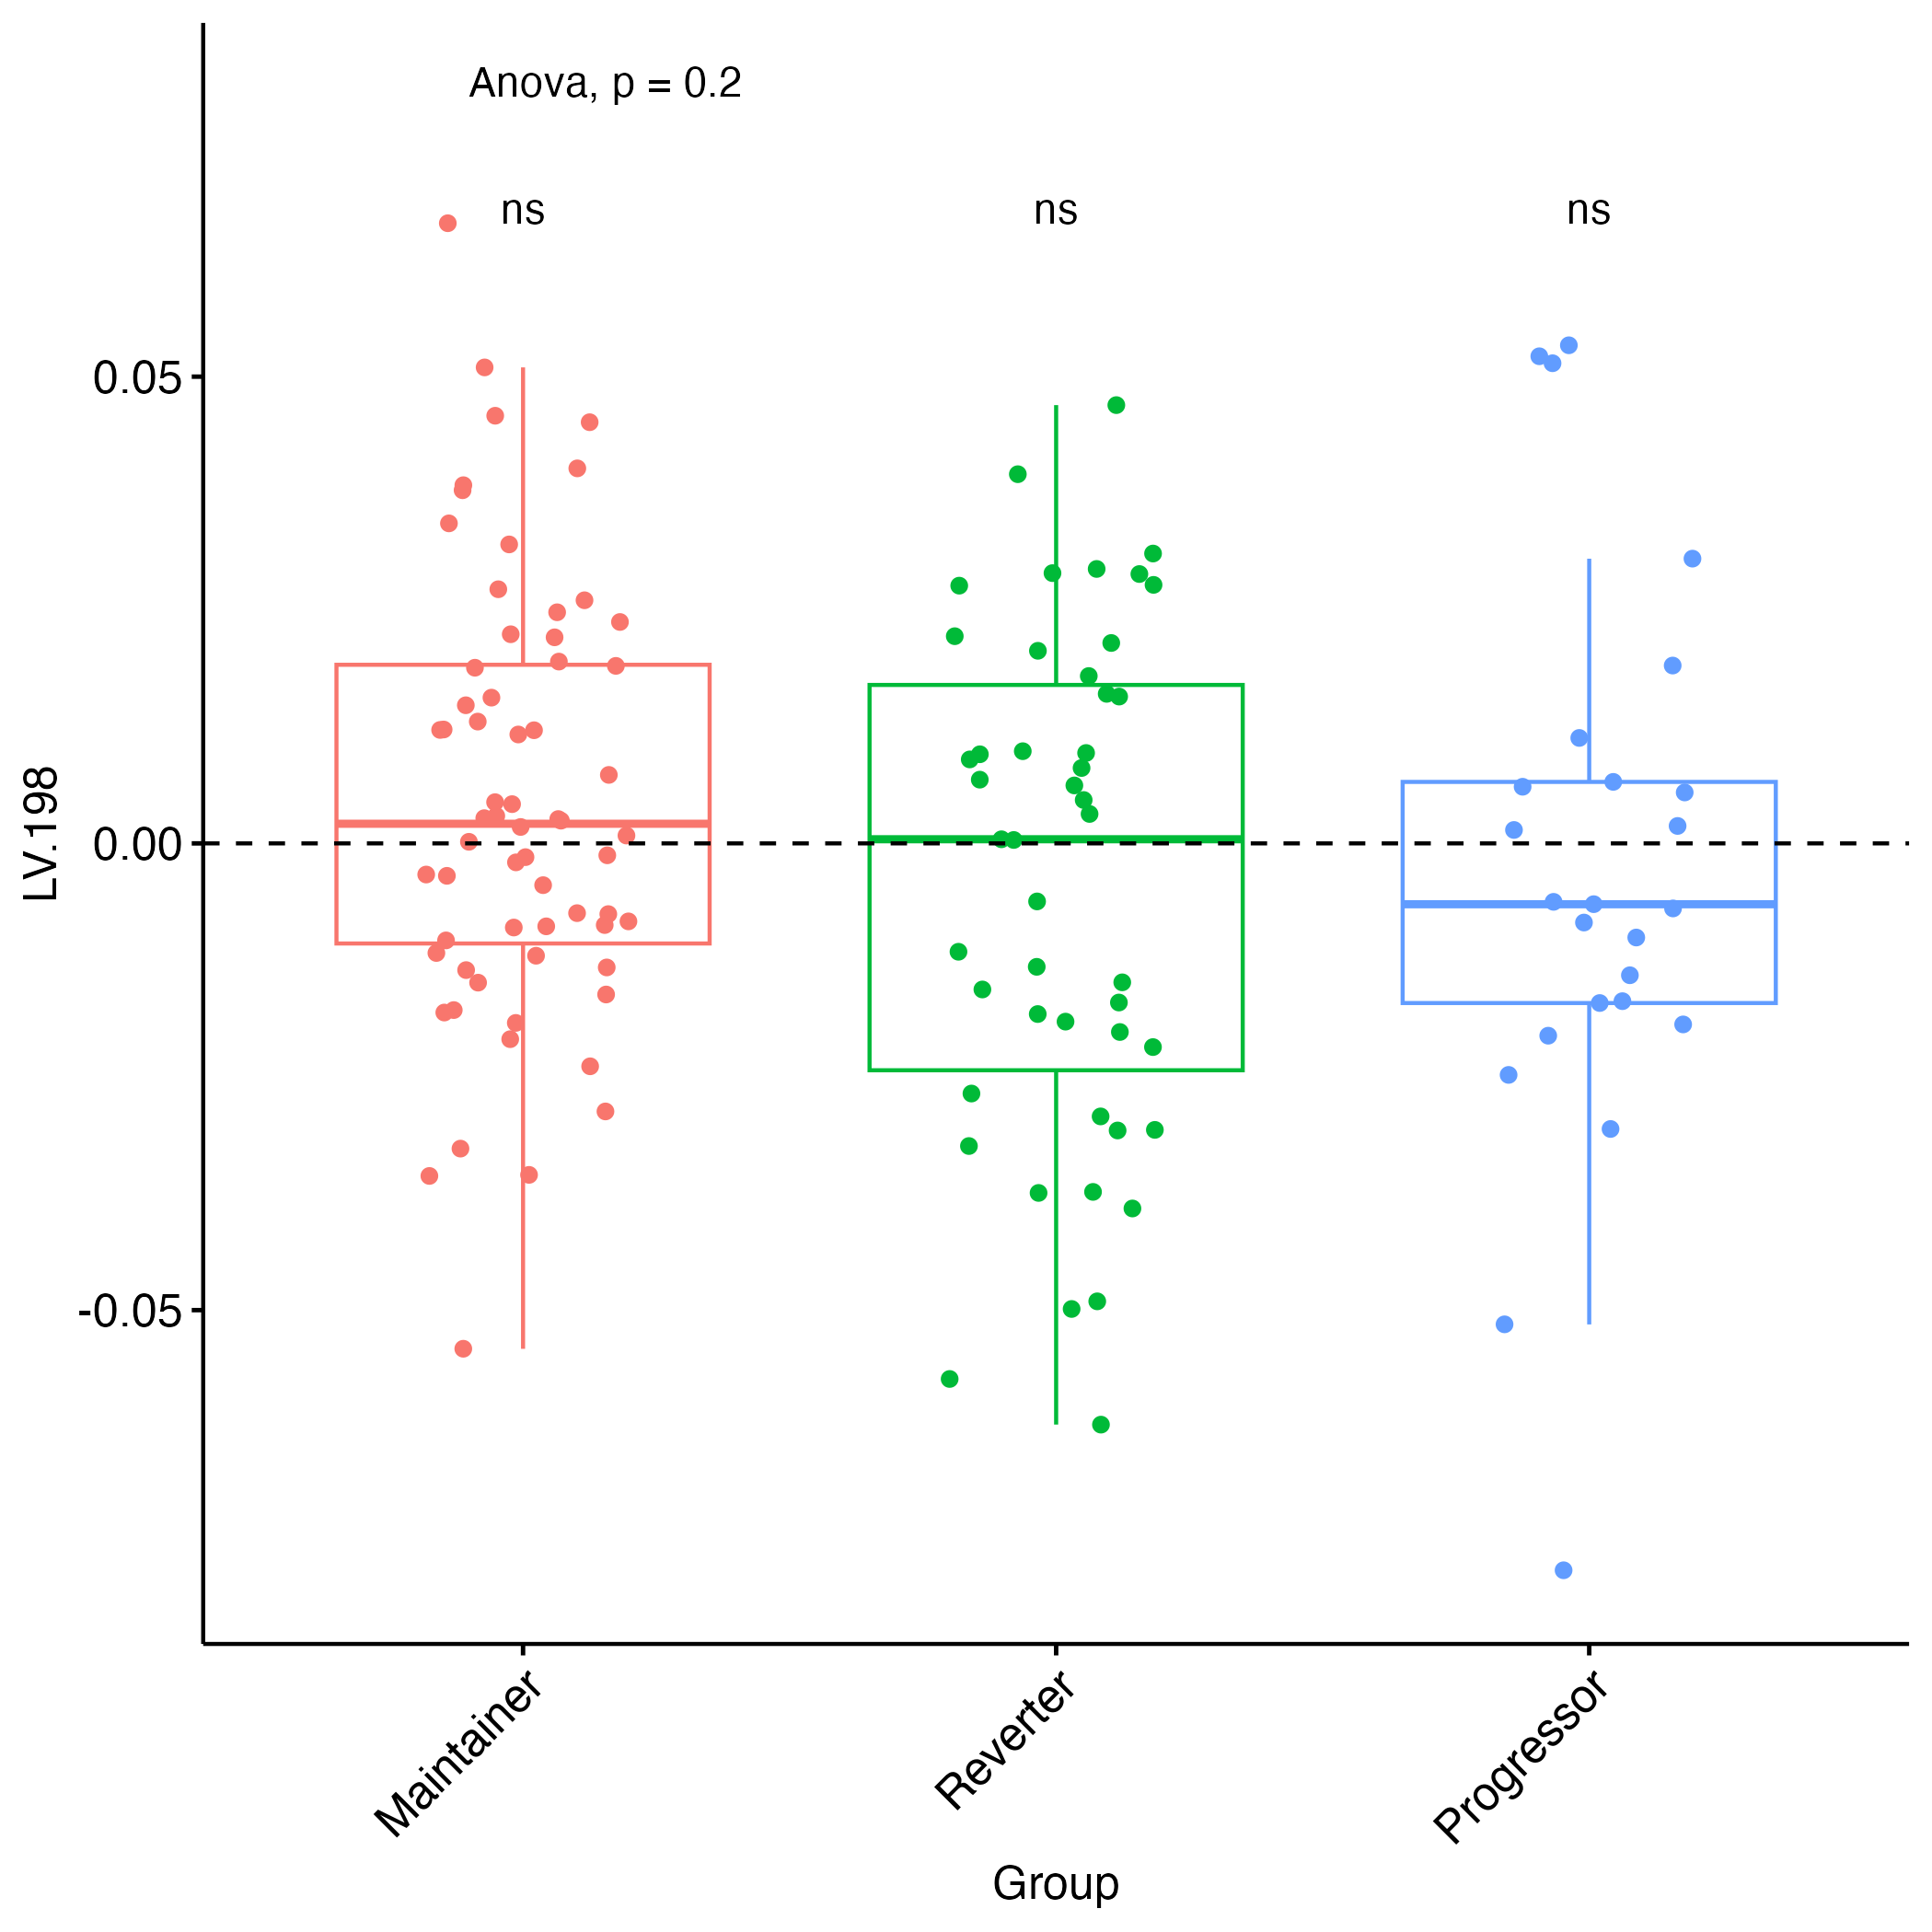 Anova, p = 0.2
ns ns ns
0.05
0.00
-0.05
LV.198
Maintainer Reverter Progressor
Group